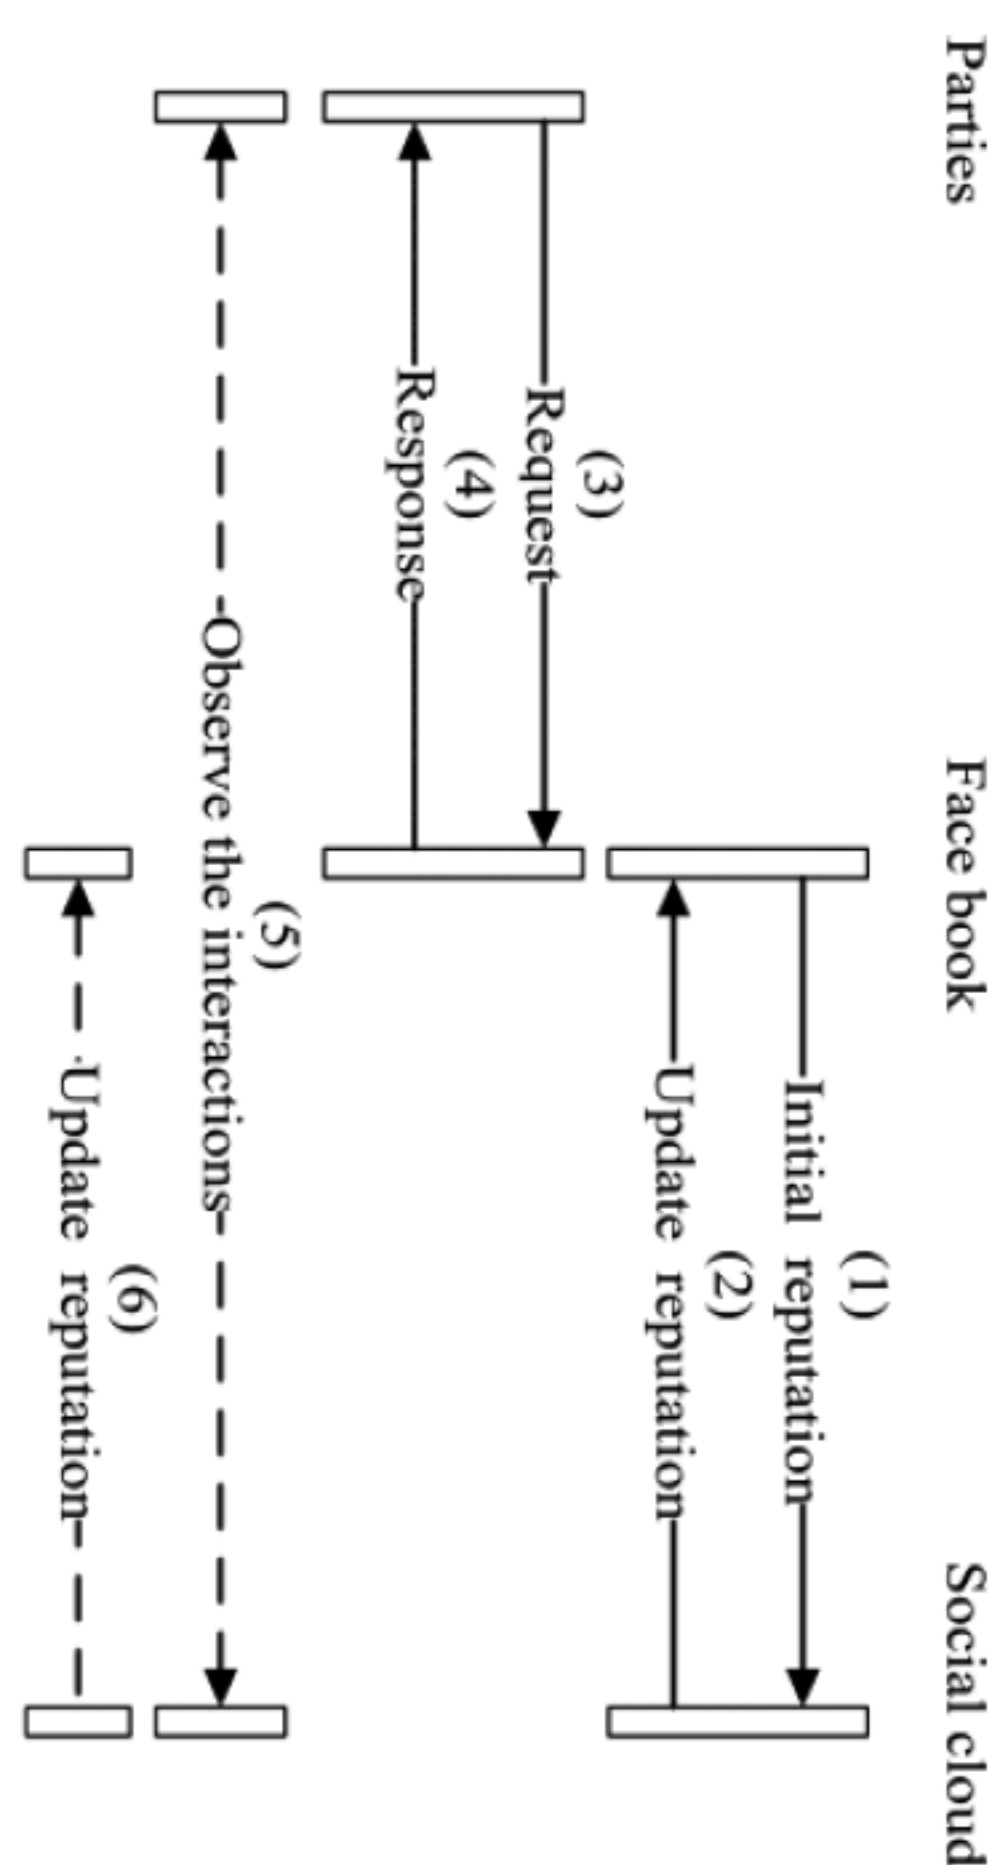 Parties
Face book
Social cloud
(1)
Initial reputation
(2)
Update reputation
(3)
Request
(4)
Response
(5)
Observe the interactions
(6)
Update reputation